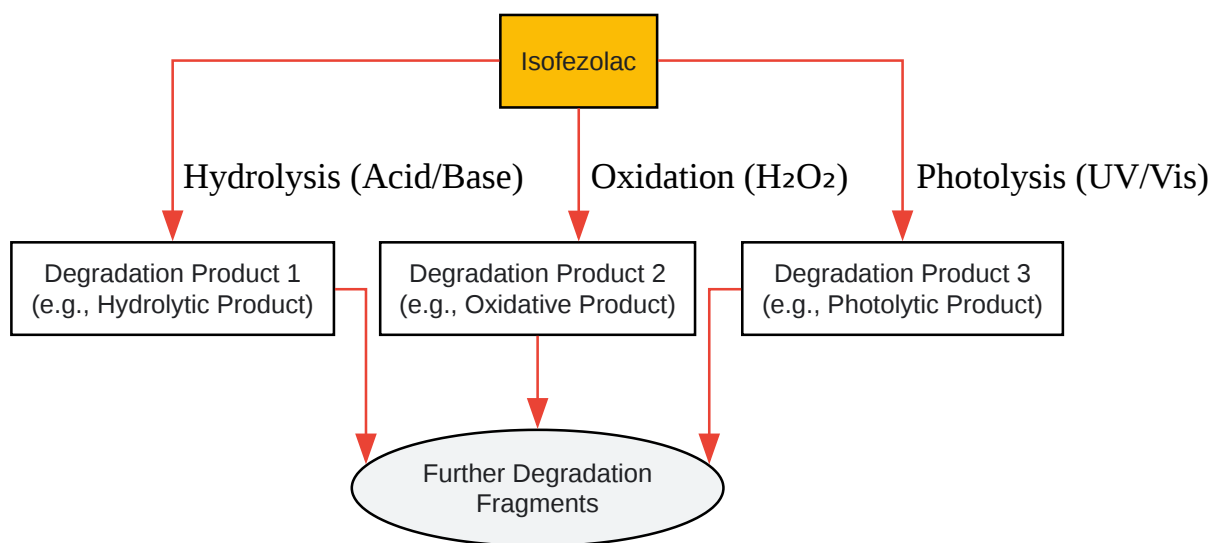 Isofezolac
Hydrolysis (Acid/Base)
Oxidation (H₂O₂)
Photolysis (UV/Vis)
Degradation Product 1
(e.g., Hydrolytic Product)
Degradation Product 2
(e.g., Oxidative Product)
Degradation Product 3
(e.g., Photolytic Product)
Further Degradation
Fragments